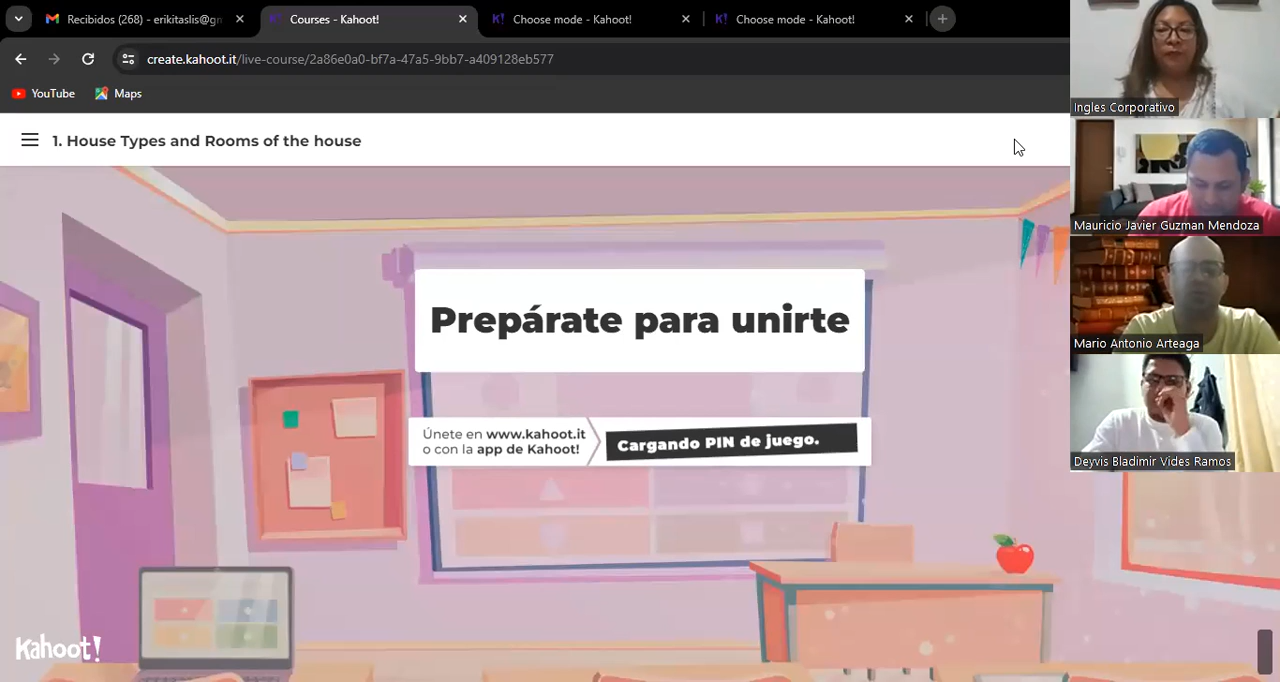 Recibidos (268) - erikitaslis@gm
Courses - Kahoot!
Choose mode - Kahoot!
Choose mode - Kahoot!
create.kahoot.it/live-course/2a86e0a0-bf7a-47a5-9bb7-a409128eb577
YouTube
Maps
1. House Types and Rooms of the house
Prepárate para unirte
Únete en www.kahoot.it
o con la app de Kahoot!
Cargando PIN de juego.
Kahoot!
Ingles Corporativo
Mauricio Javier Guzman Mendoza
Mario Antonio Arteaga
Deyvis Bladimir Vides Ramos